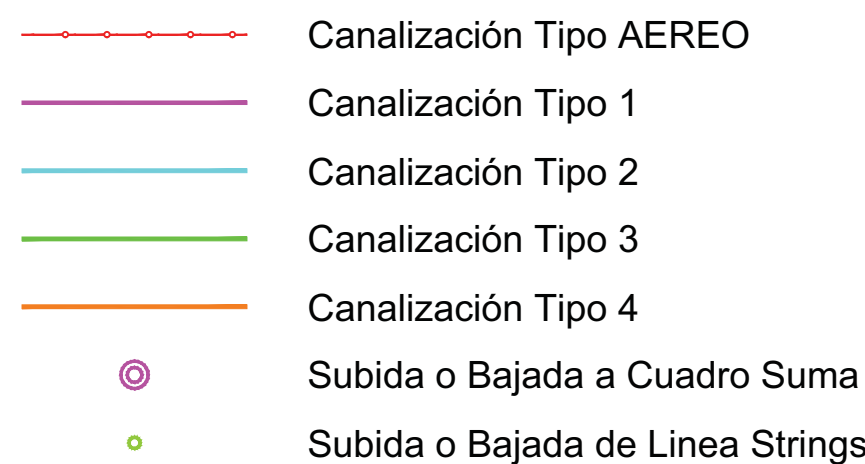 Canalización Tipo AEREO
Canalización Tipo 1
Canalización Tipo 2
Canalización Tipo 3
Canalización Tipo 4
Subida o Bajada a Cuadro Suma
Subida o Bajada de Linea Strings